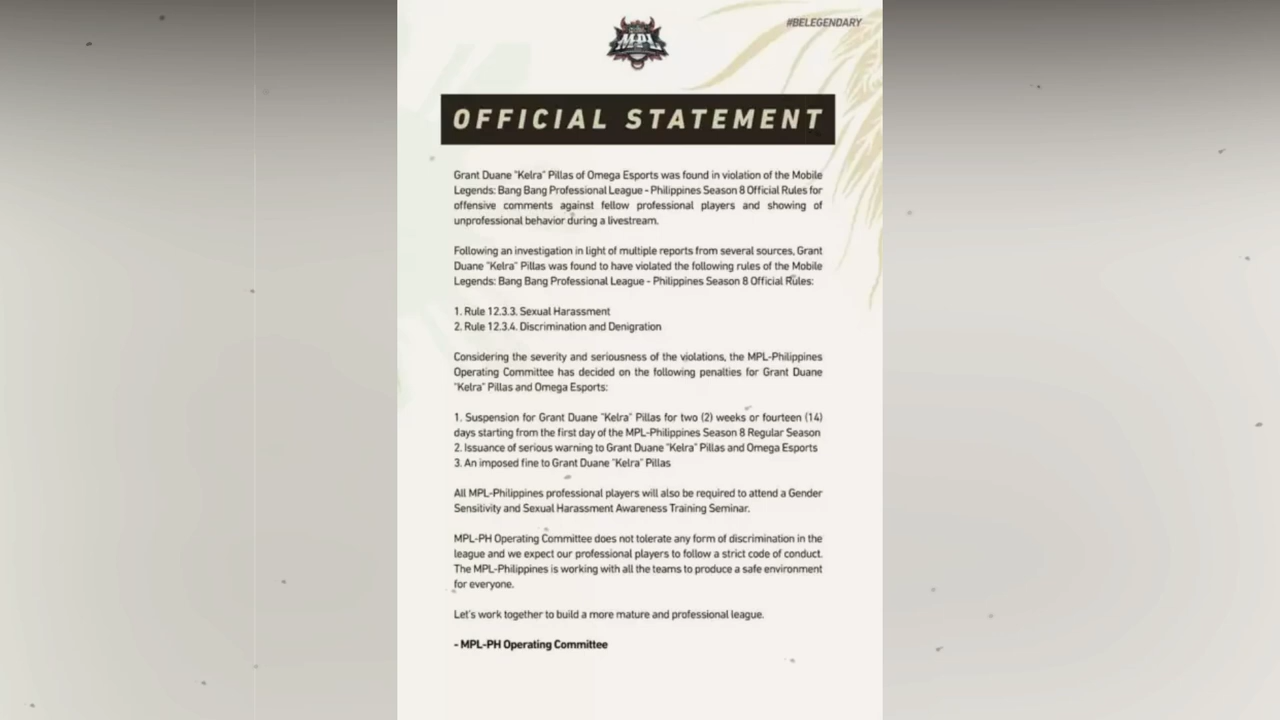 #BELEGENDARY
MPL
OFFICIAL STATEMENT
Grant Duane "Kelra" Pillas of Omega Esports was found in violation of the Mobile
Legends: Bang Bang Professional League - Philippines Season 8 Official Rules for
offensive comments against fellow professional players and showing of
unprofessional behavior during a livestream.
Following an investigation in light of multiple reports from several sources, Grant
Duane "Kelra" Pillas was found to have violated the following rules of the Mobile
Legends: Bang Bang Professional League - Philippines Season 8 Official Rules:
1. Rule 12.3.3. Sexual Harassment
2. Rule 12.3.4. Discrimination and Denigration
Considering the severity and seriousness of the violations, the MPL-Philippines
Operating Committee has decided on the following penalties for Grant Duane
"Kelra" Pillas and Omega Esports:
1. Suspension for Grant Duane "Kelra" Pillas for two (2) weeks or fourteen (14)
days starting from the first day of the MPL-Philippines Season 8 Regular Season
2. Issuance of serious warning to Grant Duane "Kelra" Pillas and Omega Esports
3. An imposed fine to Grant Duane "Kelra" Pillas
All MPL-Philippines professional players will also be required to attend a Gender
Sensitivity and Sexual Harassment Awareness Training Seminar.
MPL-PH Operating Committee does not tolerate any form of discrimination in the
league and we expect our professional players to follow a strict code of conduct.
The MPL-Philippines is working with all the teams to produce a safe environment
for everyone.
Let's work together to build a more mature and professional league.
- MPL-PH Operating Committee